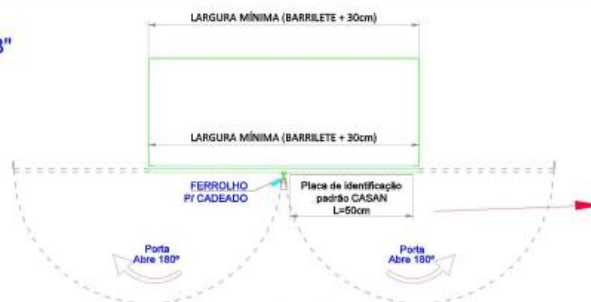 LARGURA MÍNIMA (BARRILETE + 30cm)
3"
LARGURA MÍNIMA (BARRILETE + 30cm)
FERROLHO
P/ CADEADO
Placa de identificação
padrão CASAN
L=50cm
Porta
Abre 180º
Porta
Abre 180º